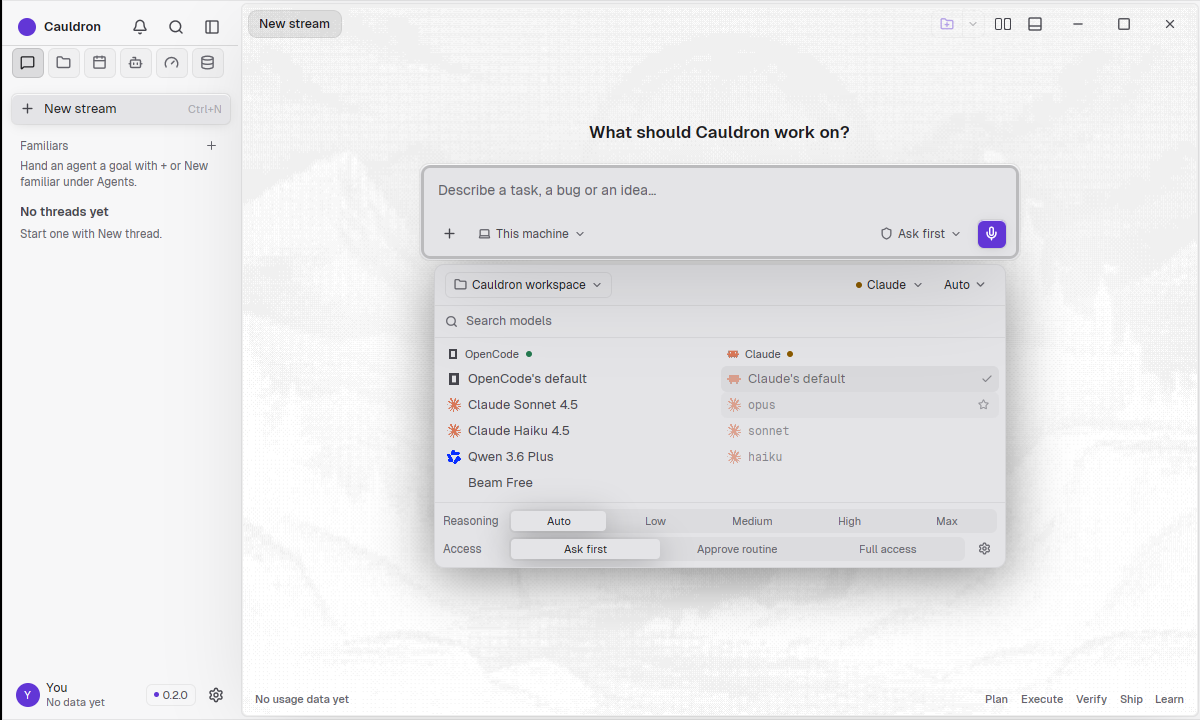 Cauldron
New stream
New stream Ctrl+N
Familiars
Hand an agent a goal with + or New
familiar under Agents.
No threads yet
Start one with New thread.
What should Cauldron work on?
Describe a task, a bug or an idea…
This machine
Ask first
Cauldron workspace
Claude
Auto
Search models
OpenCode
OpenCode's default
Claude Sonnet 4.5
Claude Haiku 4.5
Qwen 3.6 Plus
Beam Free
Claude
Claude's default
opus
sonnet
haiku
Reasoning Auto Low Medium High Max
Access Ask first Approve routine Full access
Y
You
No data yet
0.2.0
No usage data yet
Plan Execute Verify Ship Learn